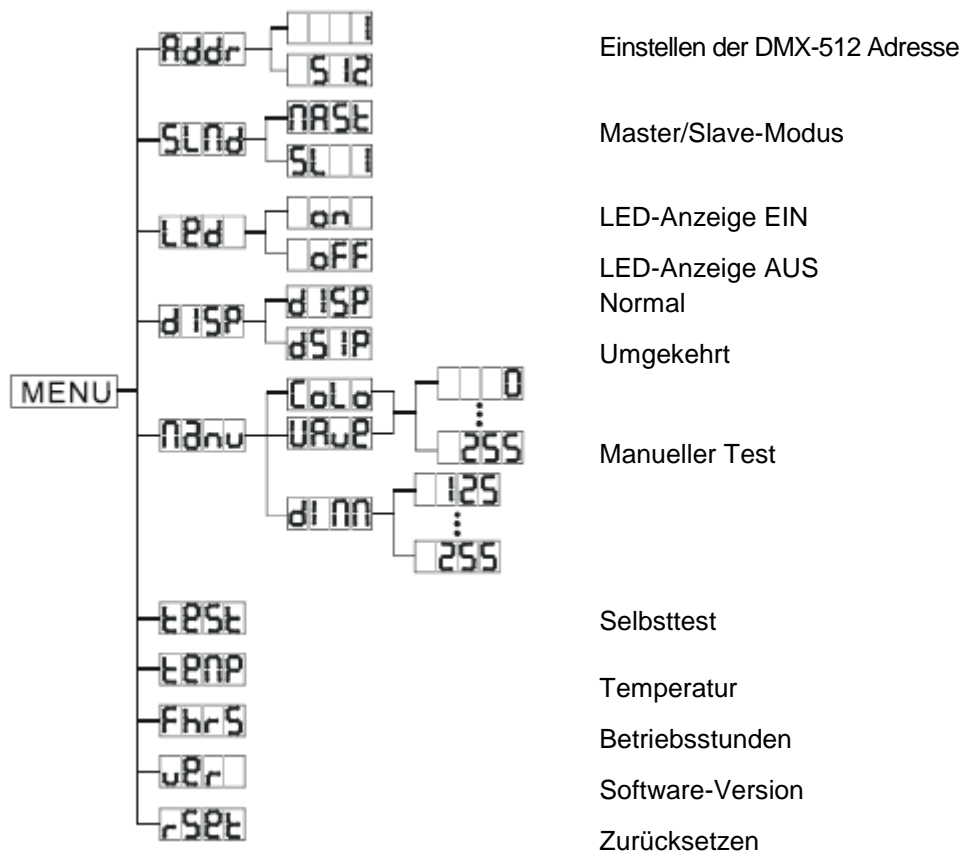 Addr
1
512
Einstellen der DMX-512 Adresse
SLMd
MASt
SL 1
Master/Slave-Modus
Led
on
oFF
LED-Anzeige EIN
LED-Anzeige AUS
dISP
dISP
dSIP
Normal
Umgekehrt
MENU
Manu
CoLo
WAve
0
255
dIMM
125
255
Manueller Test
teSt
Selbsttest
teMP
Temperatur
FhrS
Betriebsstunden
ver
Software-Version
rSet
Zurücksetzen